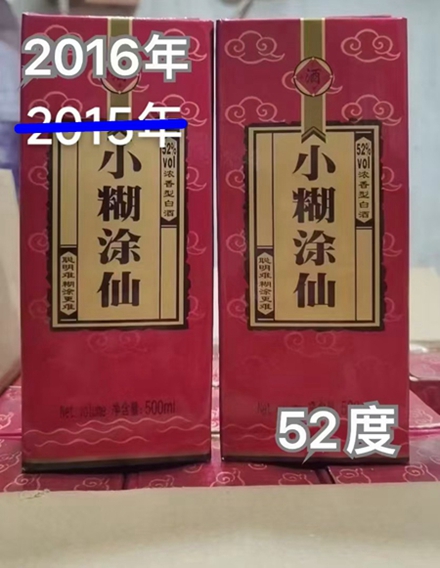 2016年
2015年
酒
52%
vol
浓香型白酒
小糊涂仙
聪明难糊涂更难
Net volume 净含量:500ml
52%
vol
浓香型白酒
小糊涂仙
聪明难糊涂更难
52度